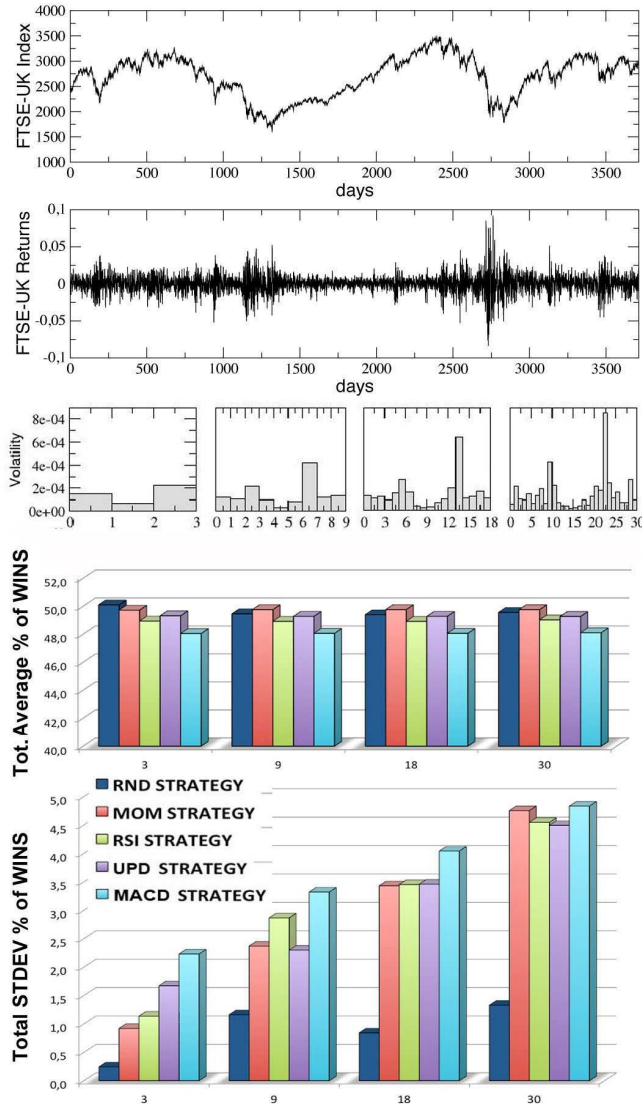 4000
3500
3000
2500
2000
1500
1000
FTSE-UK Index
0 500 1000 1500 2000 2500 3000 3500
days
0,1
0,05
0
-0,05
-0,1
FTSE-UK Returns
0 500 1000 1500 2000 2500 3000 3500
days
8e-04
6e-04
4e-04
2e-04
0e+00
Volatility
0 1 2 3
0 1 2 3 4 5 6 7 8 9
0 3 6 9 12 15 18
0 5 10 15 20 25 30
52,0
50,0
48,0
46,0
44,0
42,0
40,0
Tot. Average % of WINS
3 9 18 30
RND STRATEGY
MOM STRATEGY
RSI STRATEGY
UPD STRATEGY
MACD STRATEGY
5,0
4,5
4,0
3,5
3,0
2,5
2,0
1,5
1,0
0,5
0,0
Total STDEV % of WINS
3 9 18 30